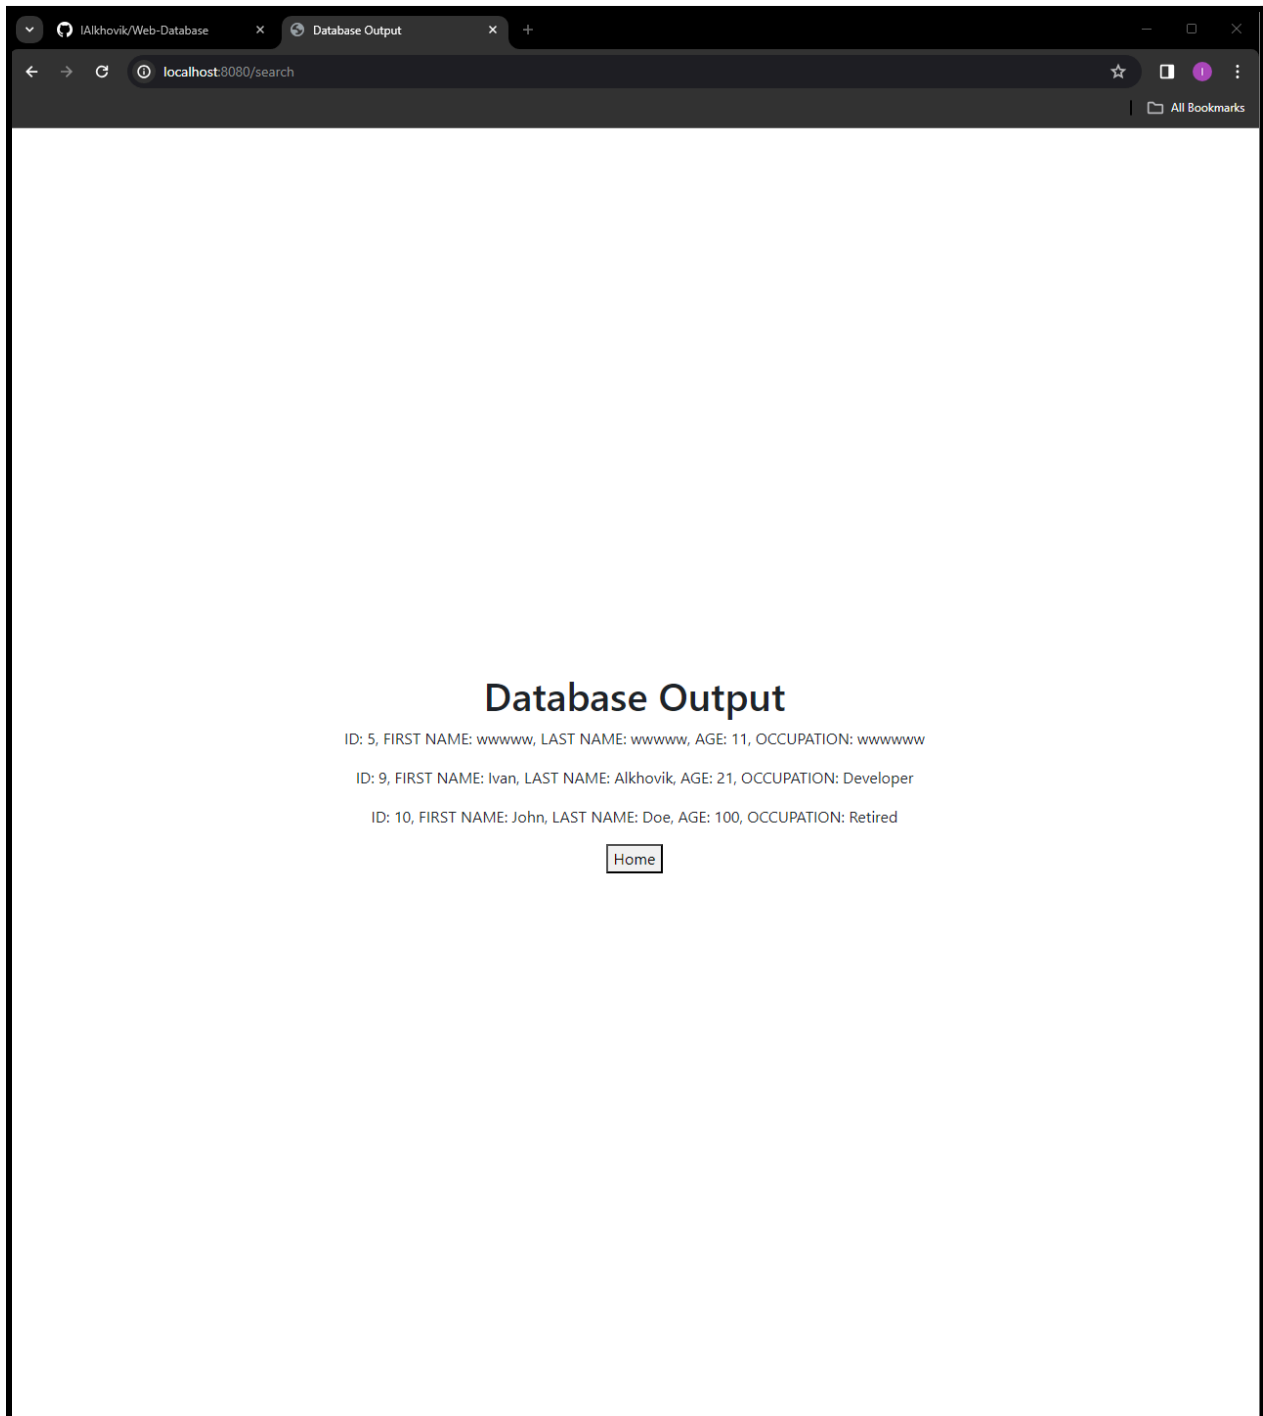 IAlkhovik/Web-Database
Database Output
localhost:8080/search
All Bookmarks
Database Output
ID: 5, FIRST NAME: wwwww, LAST NAME: wwwww, AGE: 11, OCCUPATION: wwwwww
ID: 9, FIRST NAME: Ivan, LAST NAME: Alkhovik, AGE: 21, OCCUPATION: Developer
ID: 10, FIRST NAME: John, LAST NAME: Doe, AGE: 100, OCCUPATION: Retired
Home